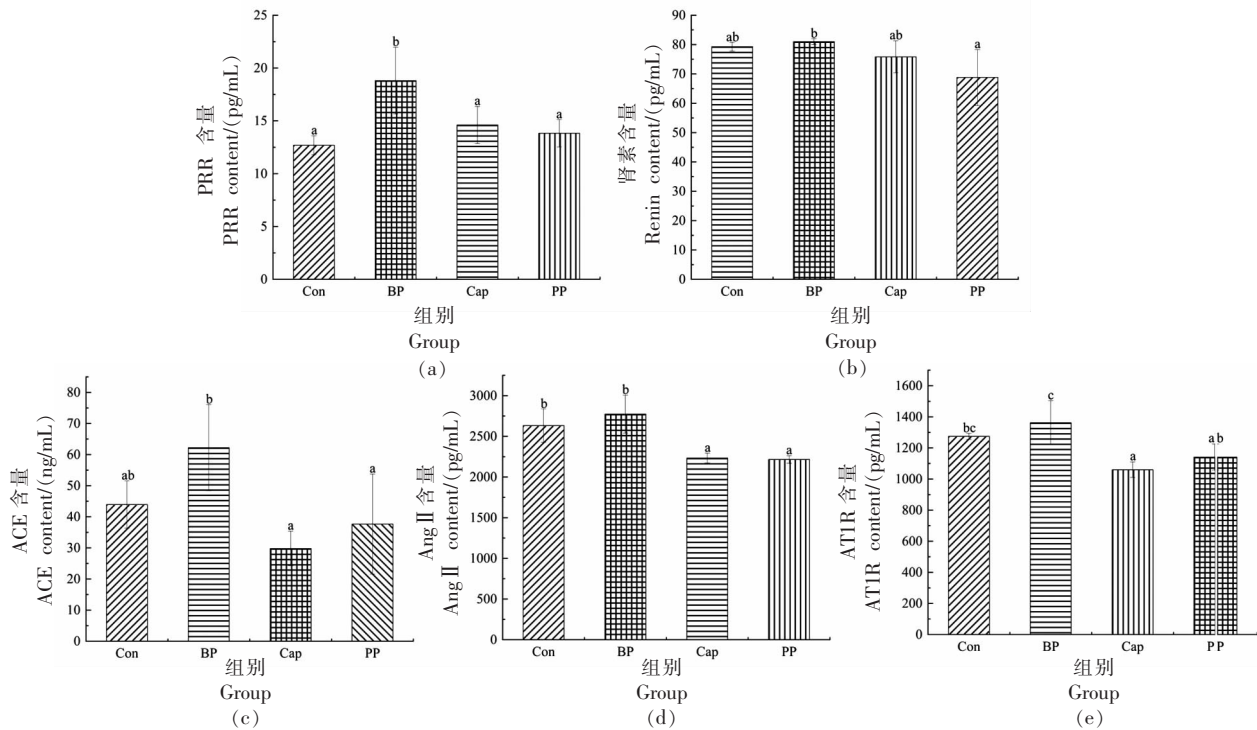 PRR 含量
PRR content/(pg/mL)
25
20
15
10
5
0
a
b
a
a
Con BP Cap PP
组别
Group
(a)
肾素含量
Renin content/(pg/mL)
90
80
70
60
50
40
30
20
10
0
ab
b
ab
a
Con BP Cap PP
组别
Group
(b)
ACE 含量
ACE content/(ng/mL)
80
70
60
50
40
30
20
10
0
ab
b
a
a
Con BP Cap PP
组别
Group
(c)
AngⅡ 含量
AngⅡ content/(pg/mL)
3000
2500
2000
1500
1000
500
0
b
b
a
a
Con BP Cap PP
组别
Group
(d)
AT1R 含量
AT1R content/(pg/mL)
1600
1400
1200
1000
800
600
400
200
0
bc
c
a
ab
Con BP Cap PP
组别
Group
(e)